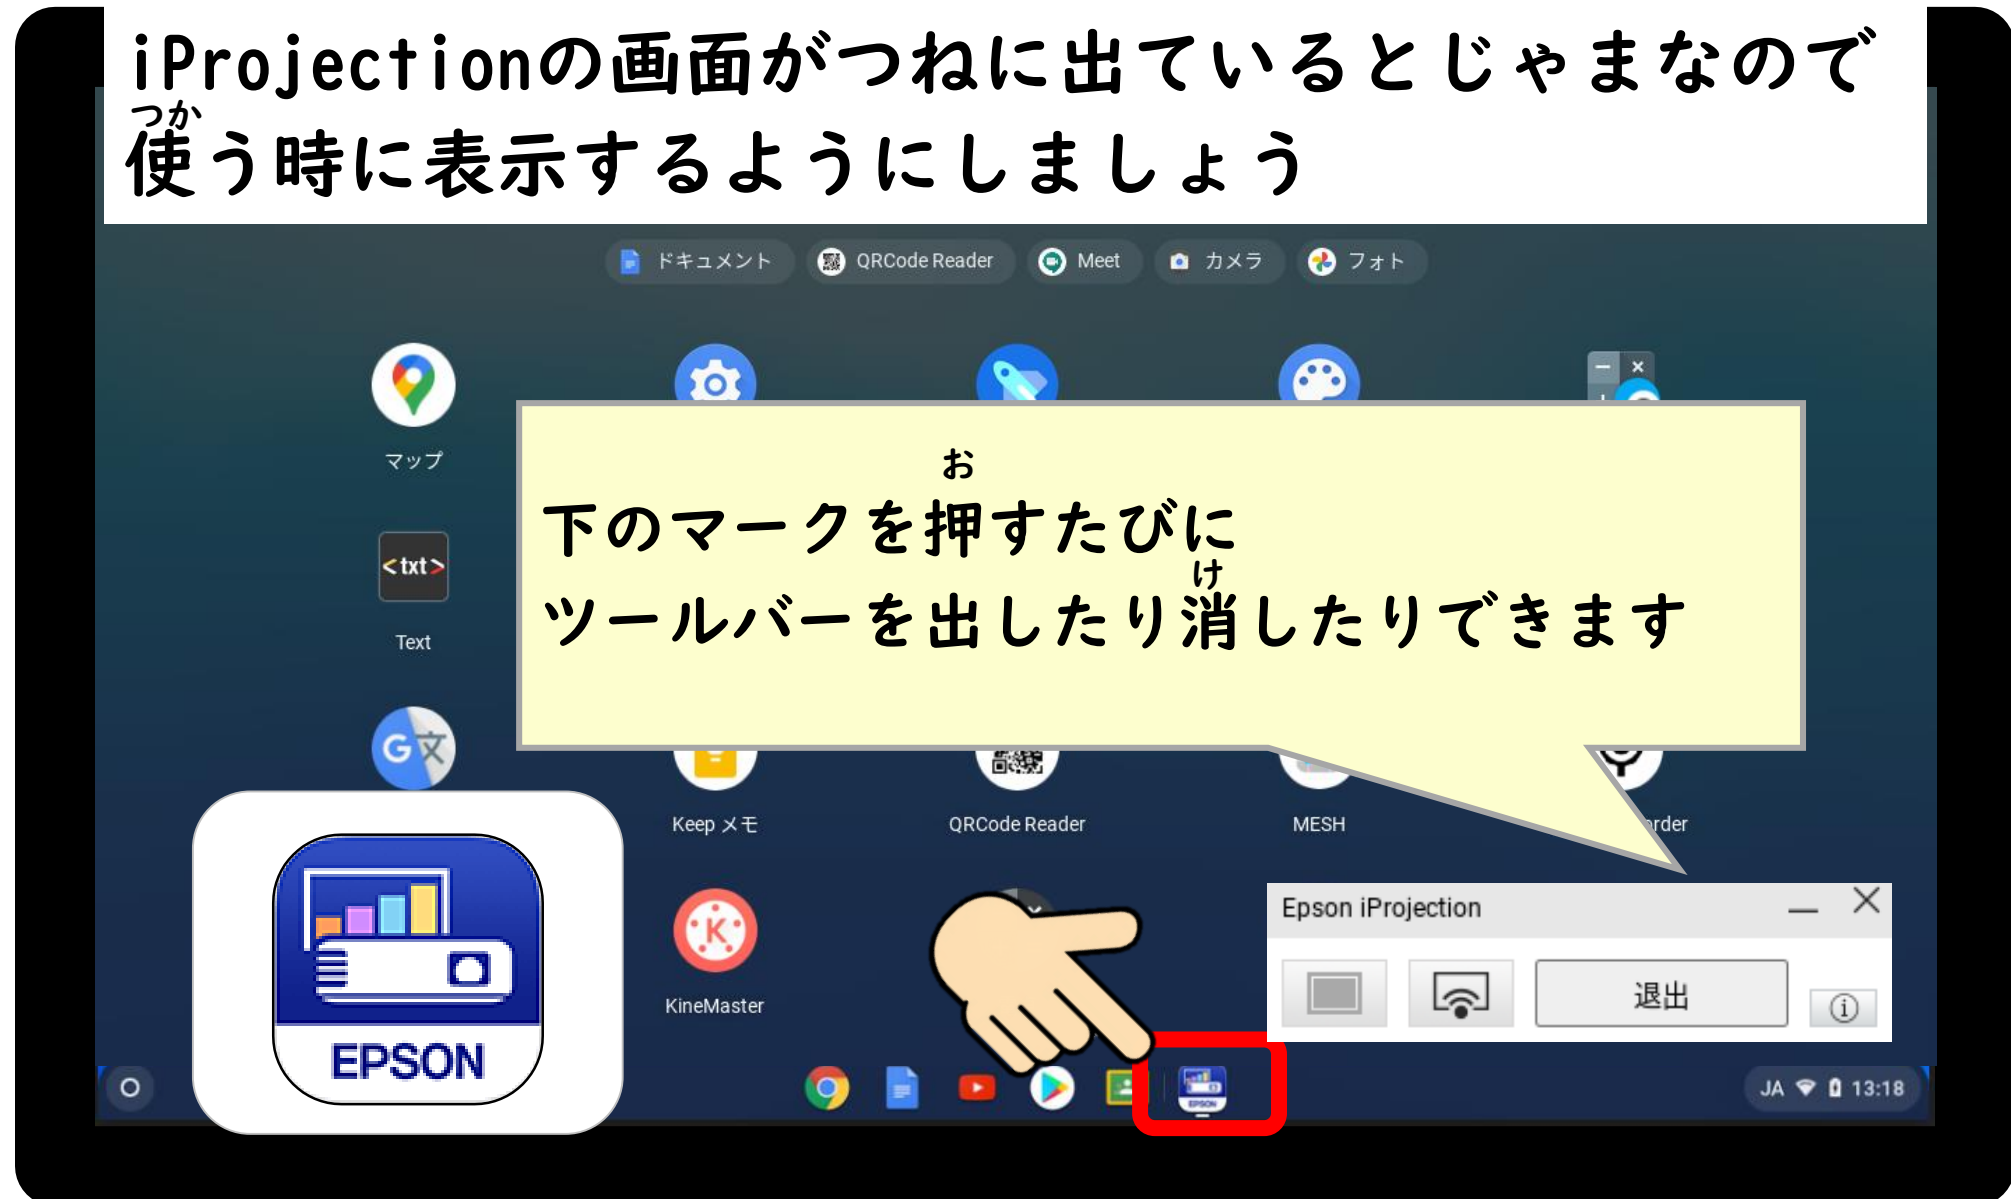 iProjectionの画面がつねに出ているとじゃまなので
つか
使う時に表示するようにしましょう
ドキュメント QRCode Reader Meet カメラ フォト
マップ
お
下のマークを押すたびに
け
ツールバーを出したり消したりできます
<txt>
Text
G文
Keep メモ QRCode Reader MESH order
K
KineMaster
Epson iProjection
退出
EPSON
EPSON
JA 13:18